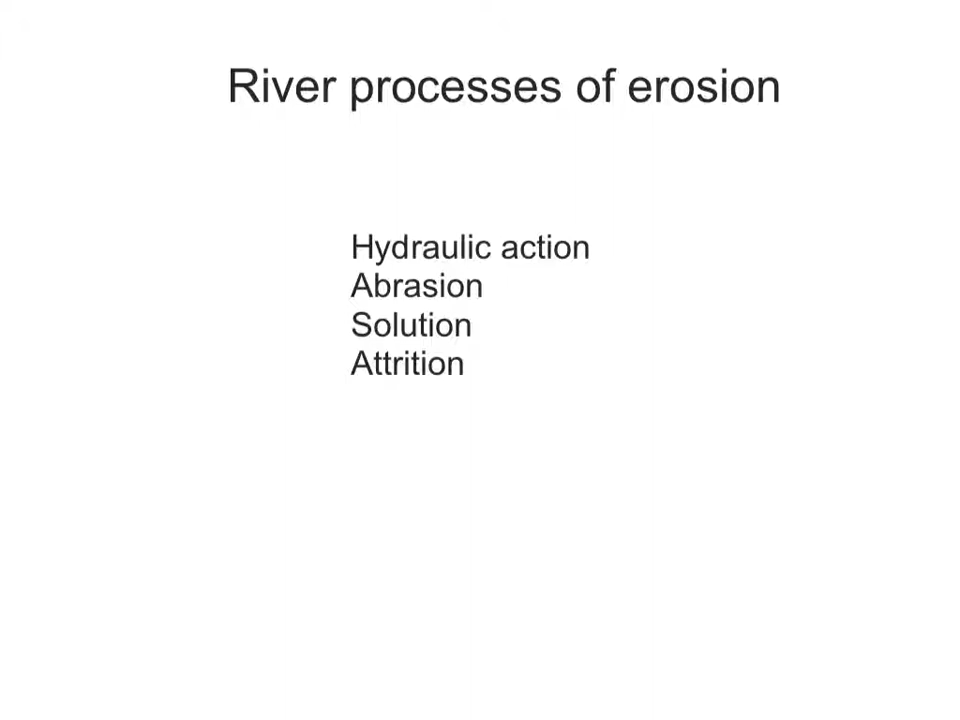 River processes of erosion
Hydraulic action
Abrasion
Solution
Attrition